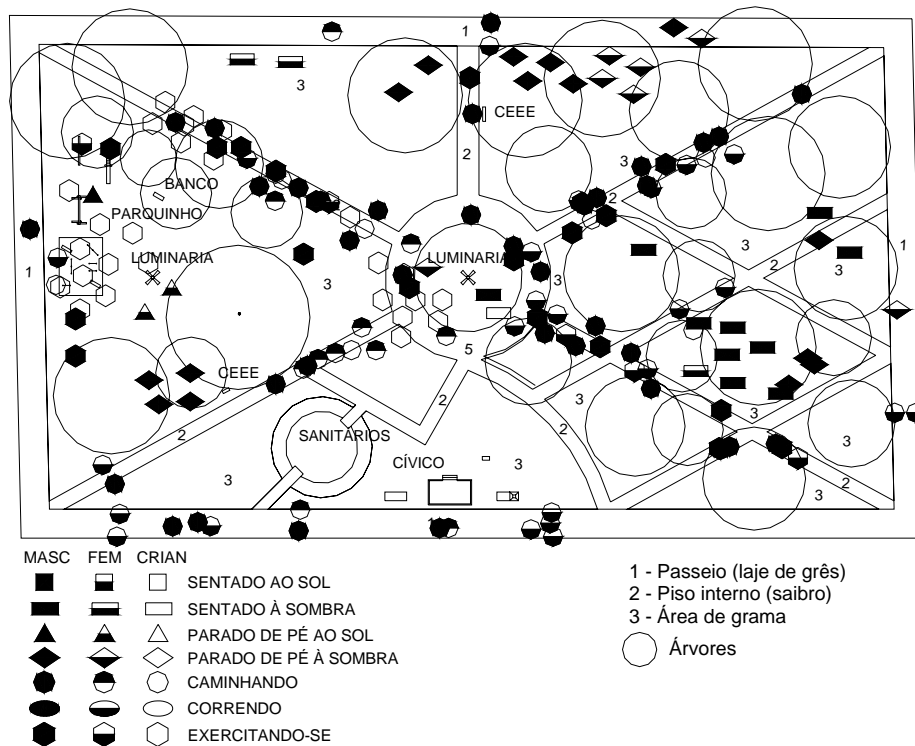 1
3
CEEE
2
3
2
BANCO
PARQUINHO
LUMINARIA
LUMINARIA
1
3
3
3
2
3
1
5
CEEE
2
3
3
2
2
SANITÁRIOS
CÍVICO
3
3
3
2
3
MASC FEM CRIAN
SENTADO AO SOL
SENTADO À SOMBRA
PARADO DE PÉ AO SOL
PARADO DE PÉ À SOMBRA
CAMINHANDO
CORRENDO
EXERCITANDO-SE
1 - Passeio (laje de grês)
2 - Piso interno (saibro)
3 - Área de grama
Árvores